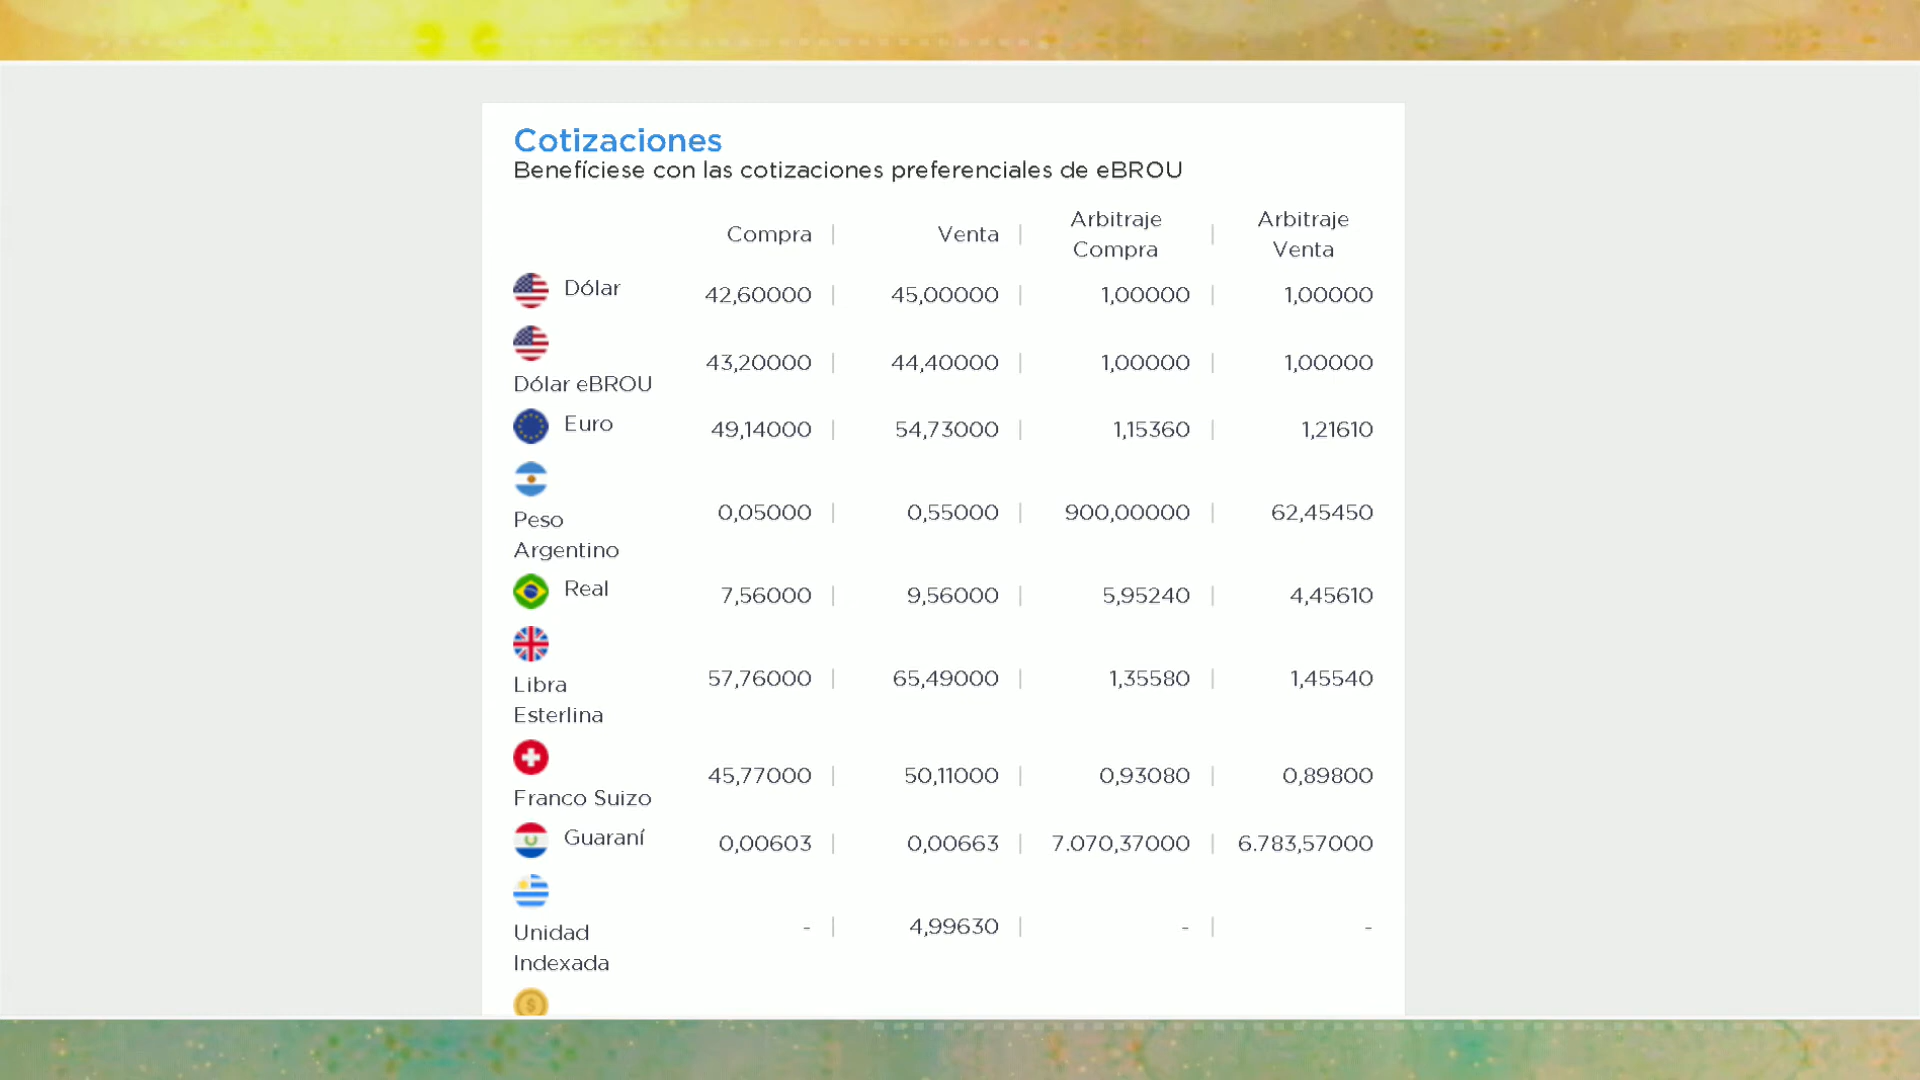 Cotizaciones
Benefíciese con las cotizaciones preferenciales de eBROU
Compra | Venta | Arbitraje Compra | Arbitraje Venta
Dólar 42,60000 | 45,00000 | 1,00000 | 1,00000
Dólar eBROU 43,20000 | 44,40000 | 1,00000 | 1,00000
Euro 49,14000 | 54,73000 | 1,15360 | 1,21610
Peso Argentino 0,05000 | 0,55000 | 900,00000 | 62,45450
Real 7,56000 | 9,56000 | 5,95240 | 4,45610
Libra Esterlina 57,76000 | 65,49000 | 1,35580 | 1,45540
Franco Suizo 45,77000 | 50,11000 | 0,93080 | 0,89800
Guaraní 0,00603 | 0,00663 | 7.070,37000 | 6.783,57000
Unidad Indexada - | 4,99630 | - | -